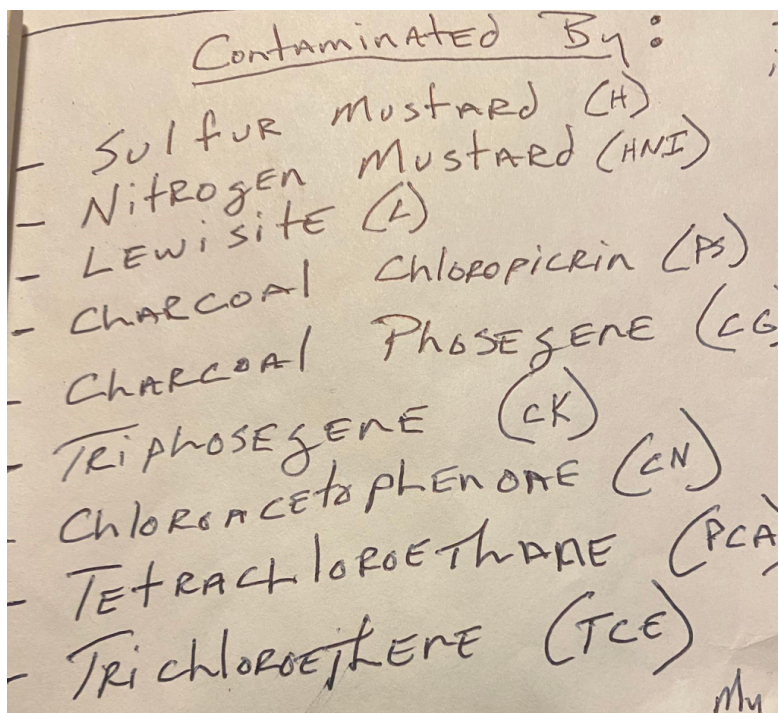 Contaminated By:
- Sulfur Mustard (H)
- Nitrogen Mustard (HNI)
- Lewisite (L)
- Charcoal Chloropicrin (PS)
- Charcoal Phosegene (CG)
- Triphosegene (CK)
- Chloroacetophenone (CN)
- Tetrachloroethane (PCA)
- Trichloroethene (TCE)
My